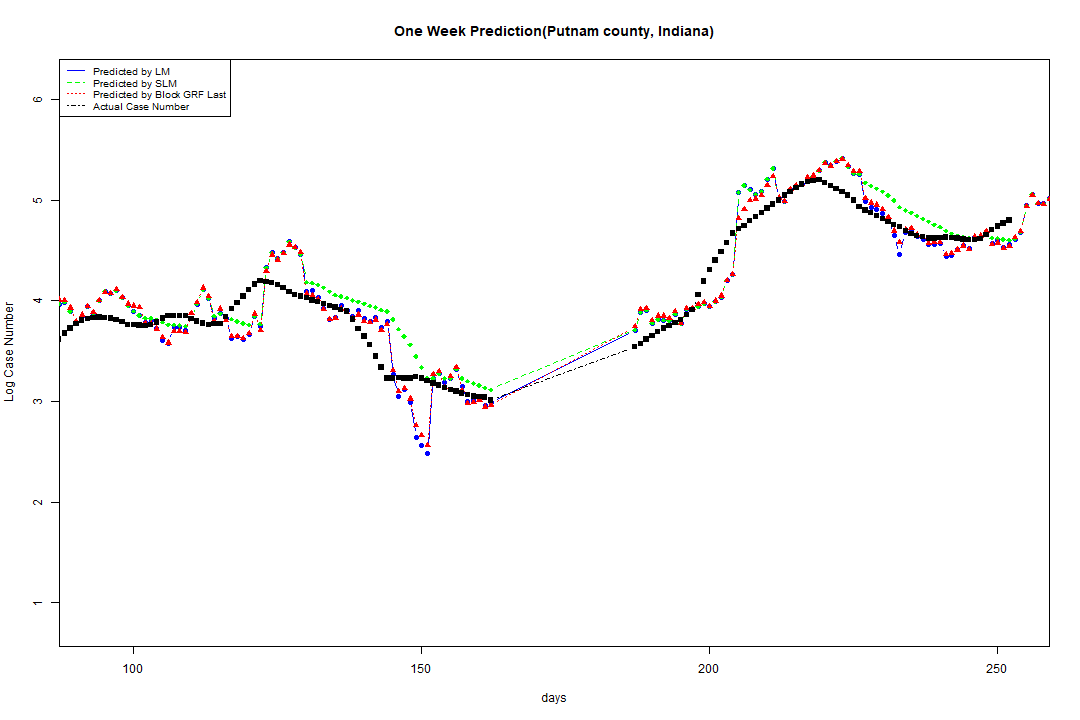 One Week Prediction(Putnam county, Indiana)
Predicted by LM
Predicted by SLM
Predicted by Block GRF Last
Actual Case Number
6
5
4
3
2
1
Log Case Number
100 150 200 250
days